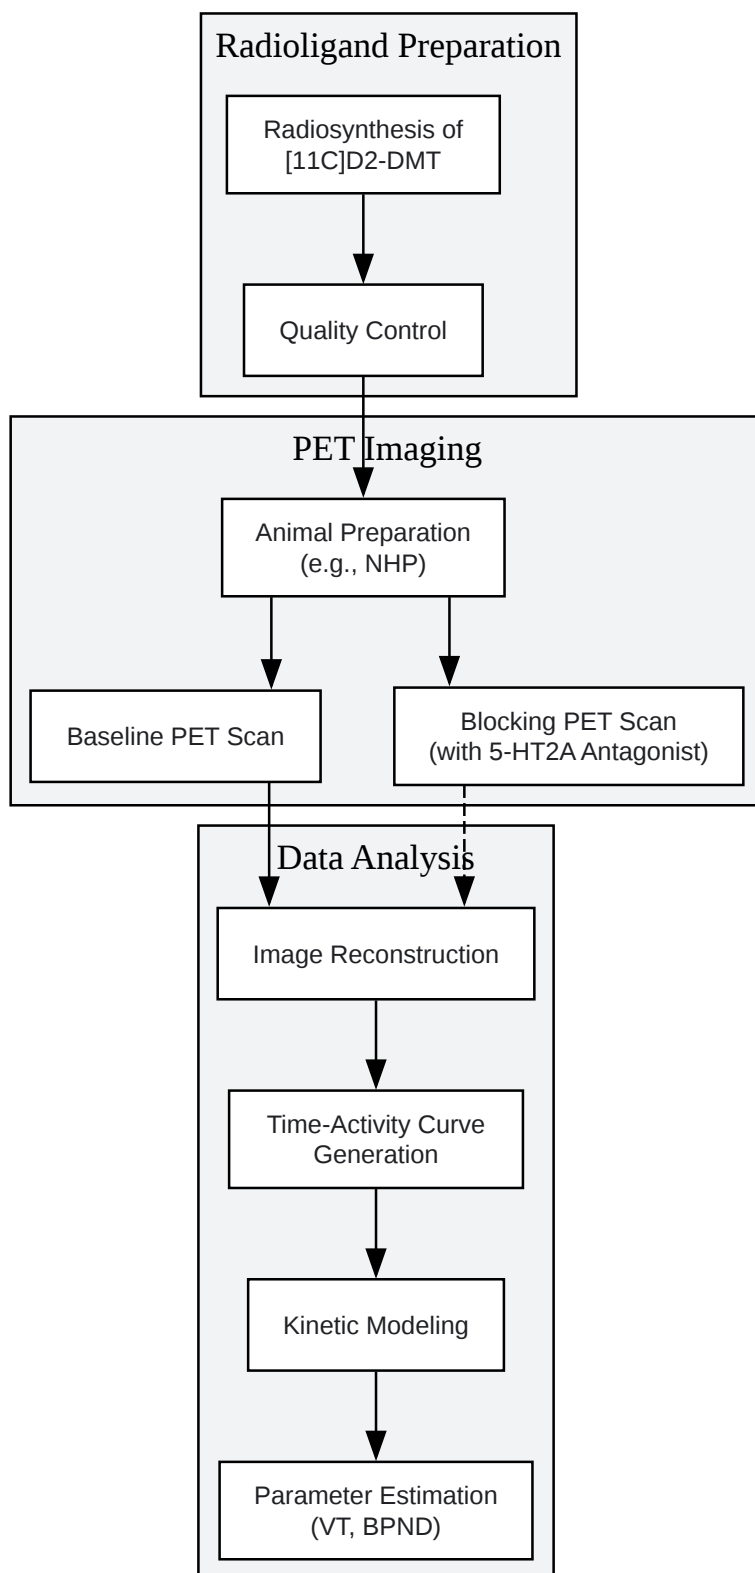 Radioligand Preparation
Radiosynthesis of
[11C]D2-DMT
Quality Control
PET Imaging
Animal Preparation
(e.g., NHP)
Baseline PET Scan
Blocking PET Scan
(with 5-HT2A Antagonist)
Data Analysis
Image Reconstruction
Time-Activity Curve
Generation
Kinetic Modeling
Parameter Estimation
(VT, BPND)